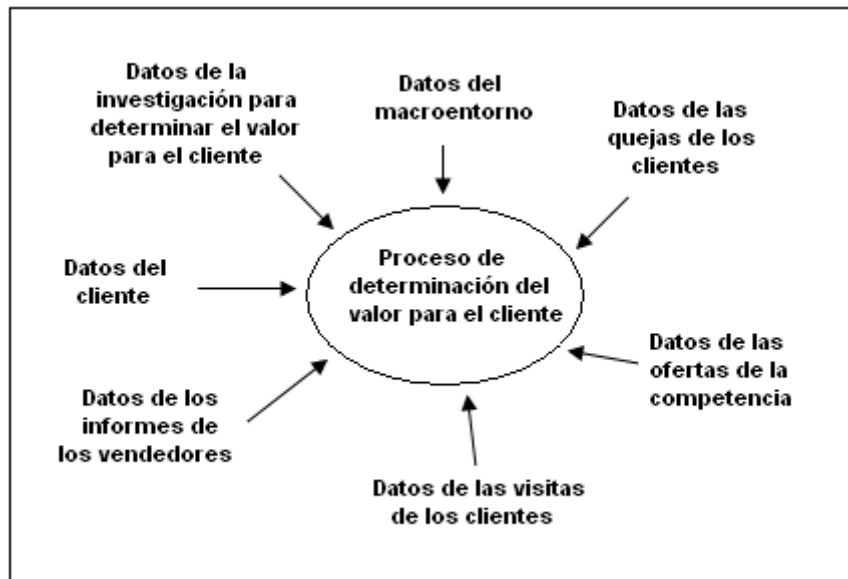 Datos de la
investigación para
determinar el valor
para el cliente
Datos del
macroentorno
Datos de las
quejas de los
clientes
Datos del
cliente
Proceso de
determinación del
valor para el cliente
Datos de las
ofertas de la
competencia
Datos de los
informes de
los vendedores
Datos de las visitas
de los clientes